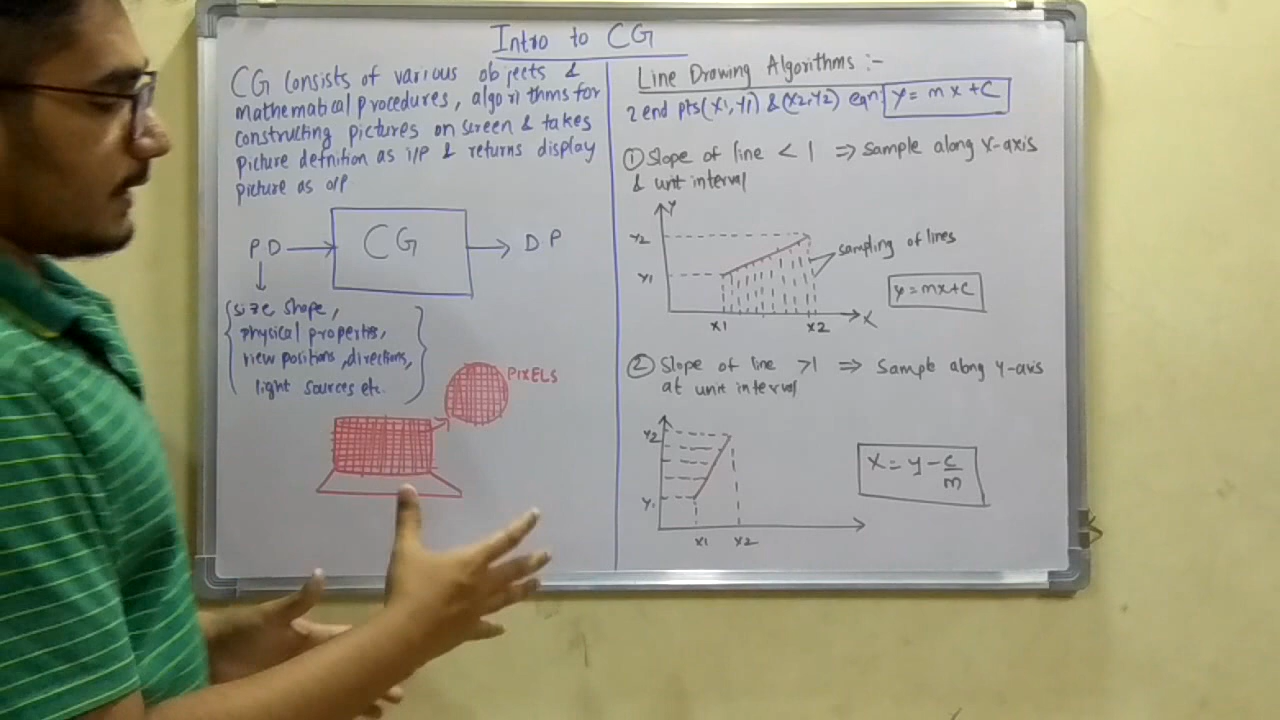 Intro to CG
CG consists of various objects &
mathematical procedures, algorithms for
constructing pictures on screen & takes
picture defnition as i/p & returns display
picture as o/p
PD
CG
DP
size shape,
physical properties,
view positions, directions,
light sources etc.
PIXELS
Line Drawing Algorithms :-
2 end pts (X1, Y1) & (X2, Y2) eqn: y = mx + c
① Slope of line < 1 ⇒ Sample along X-axis
& unit interval
Y
Y2
Y1
X1
X2
X
sampling of lines
y = mx + c
② Slope of line >1 ⇒ Sample along Y-axis
at unit interval
Y2
Y1
X1
X2
X = y - c/m